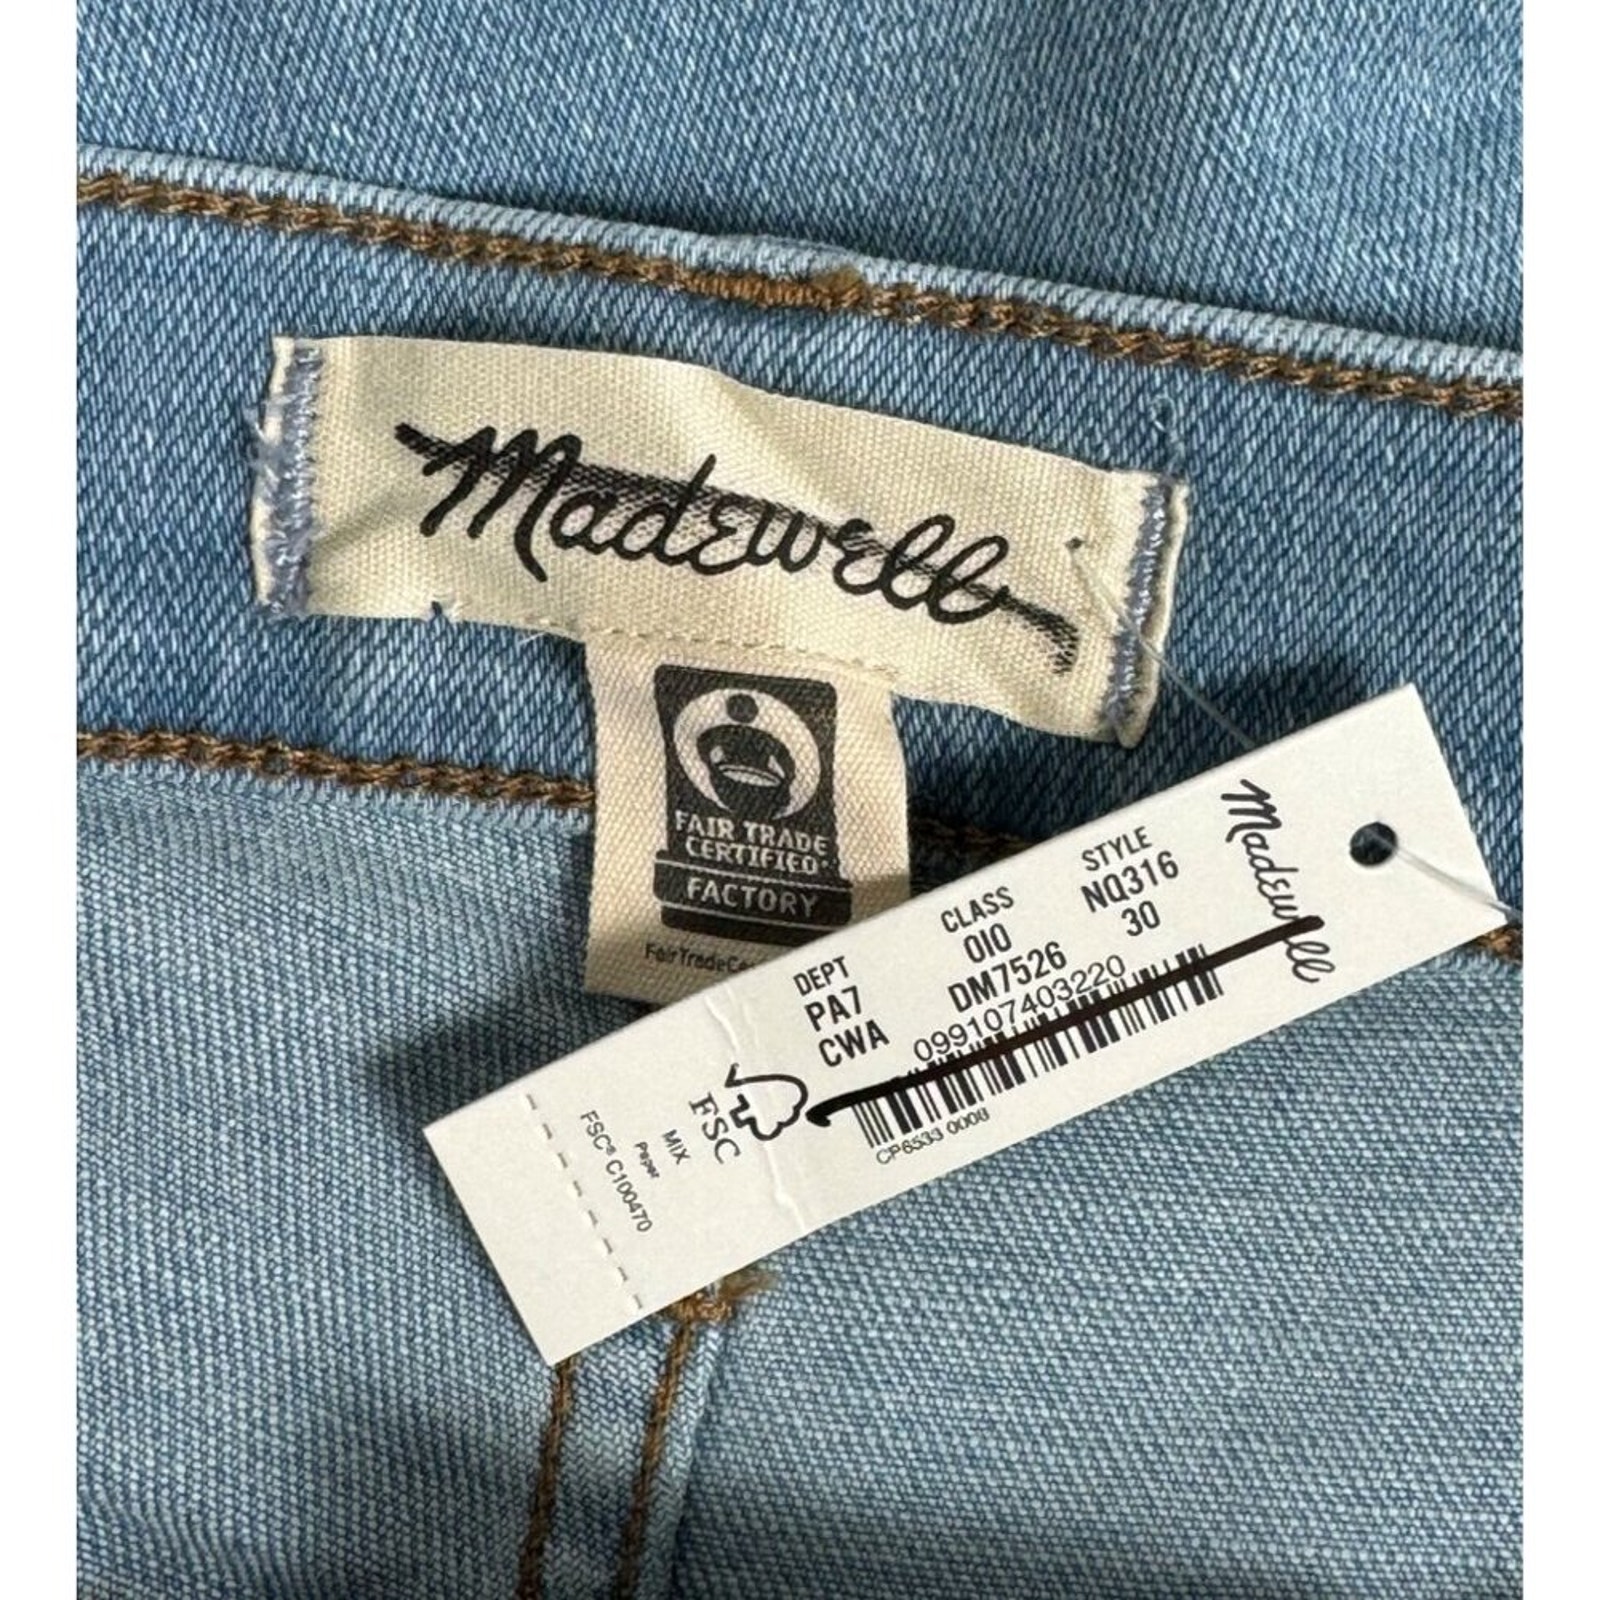 Madewell
FAIR TRADE
CERTIFIED
FACTORY
Madewell
DEPT CLASS STYLE
PA7 010 NQ316
CWA DM7526 30
099107403220
CP6533 0008
FSC
MIX
Paper
FSC® C100470